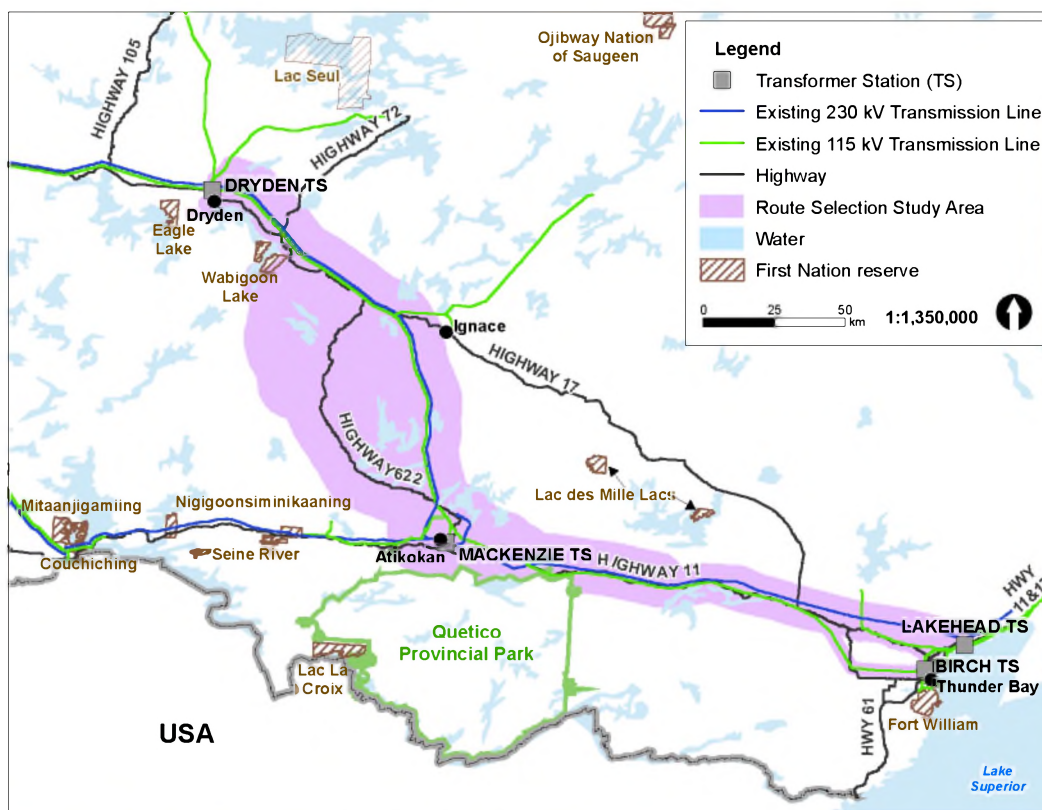 Ojibway Nation
of Saugeen
Legend
Transformer Station (TS)
Existing 230 kV Transmission Line
Existing 115 kV Transmission Line
Highway
Route Selection Study Area
Water
First Nation reserve
0 25 50
km
1:1,350,000
HIGHWAY 105
Lac Seul
HIGHWAY 72
DRYDEN TS
Dryden
Eagle
Lake
Wabigoon
Lake
Ignace
HIGHWAY 17
HIGHWAY622
Lac des Mille Lacs
Mitaanjigamiing
Nigigoonsiminikaaning
Seine River
Couchiching
Atikokan
MACKENZIE TS
HIGHWAY 11
HWY
11&17
LAKEHEAD TS
BIRCH TS
Thunder Bay
Fort William
HWY 61
Quetico
Provincial Park
Lac La
Croix
USA
Lake
Superior